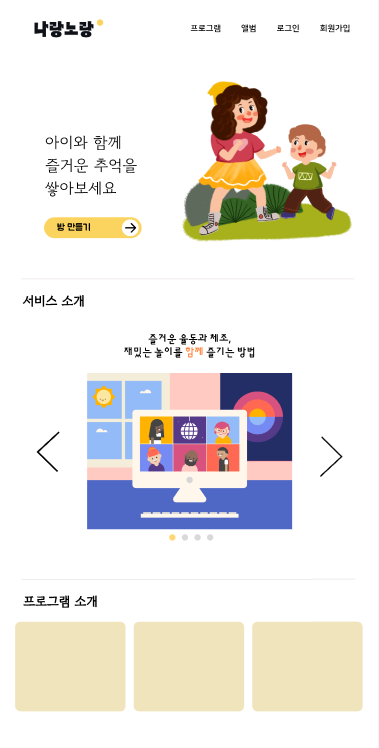 나랑노랑
프로그램 앨범 로그인 회원가입
아이와 함께
즐거운 추억을
쌓아보세요
방 만들기
서비스 소개
즐거운 율동과 체조,
재밌는 놀이를 함께 즐기는 방법
프로그램 소개